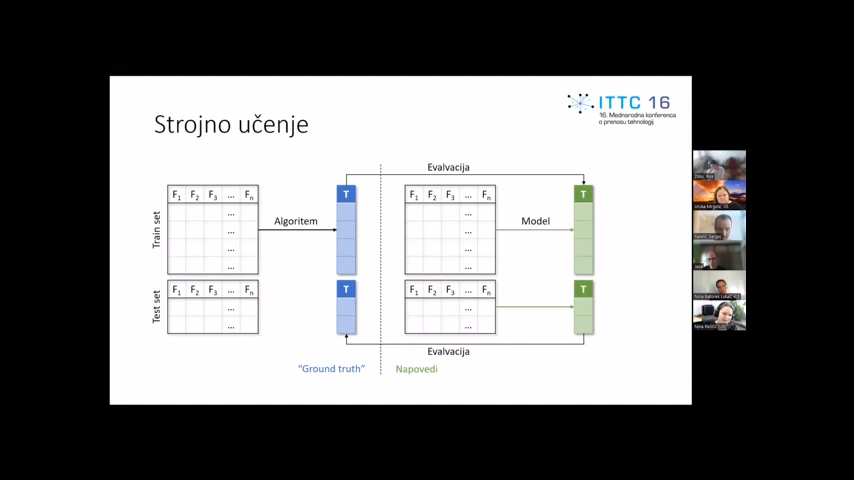 ITTC 16
16. Mednarodna konferenca
o prenosu tehnologij
Strojno učenje
Evalvacija
F1 F2 F3 ... Fn
T
F1 F2 F3 ... Fn
T
Train set
...
...
...
...
Algoritem
...
...
...
...
Model
F1 F2 F3 ... Fn
T
F1 F2 F3 ... Fn
T
Test set
...
...
...
...
Evalvacija
"Ground truth"
Napovedi